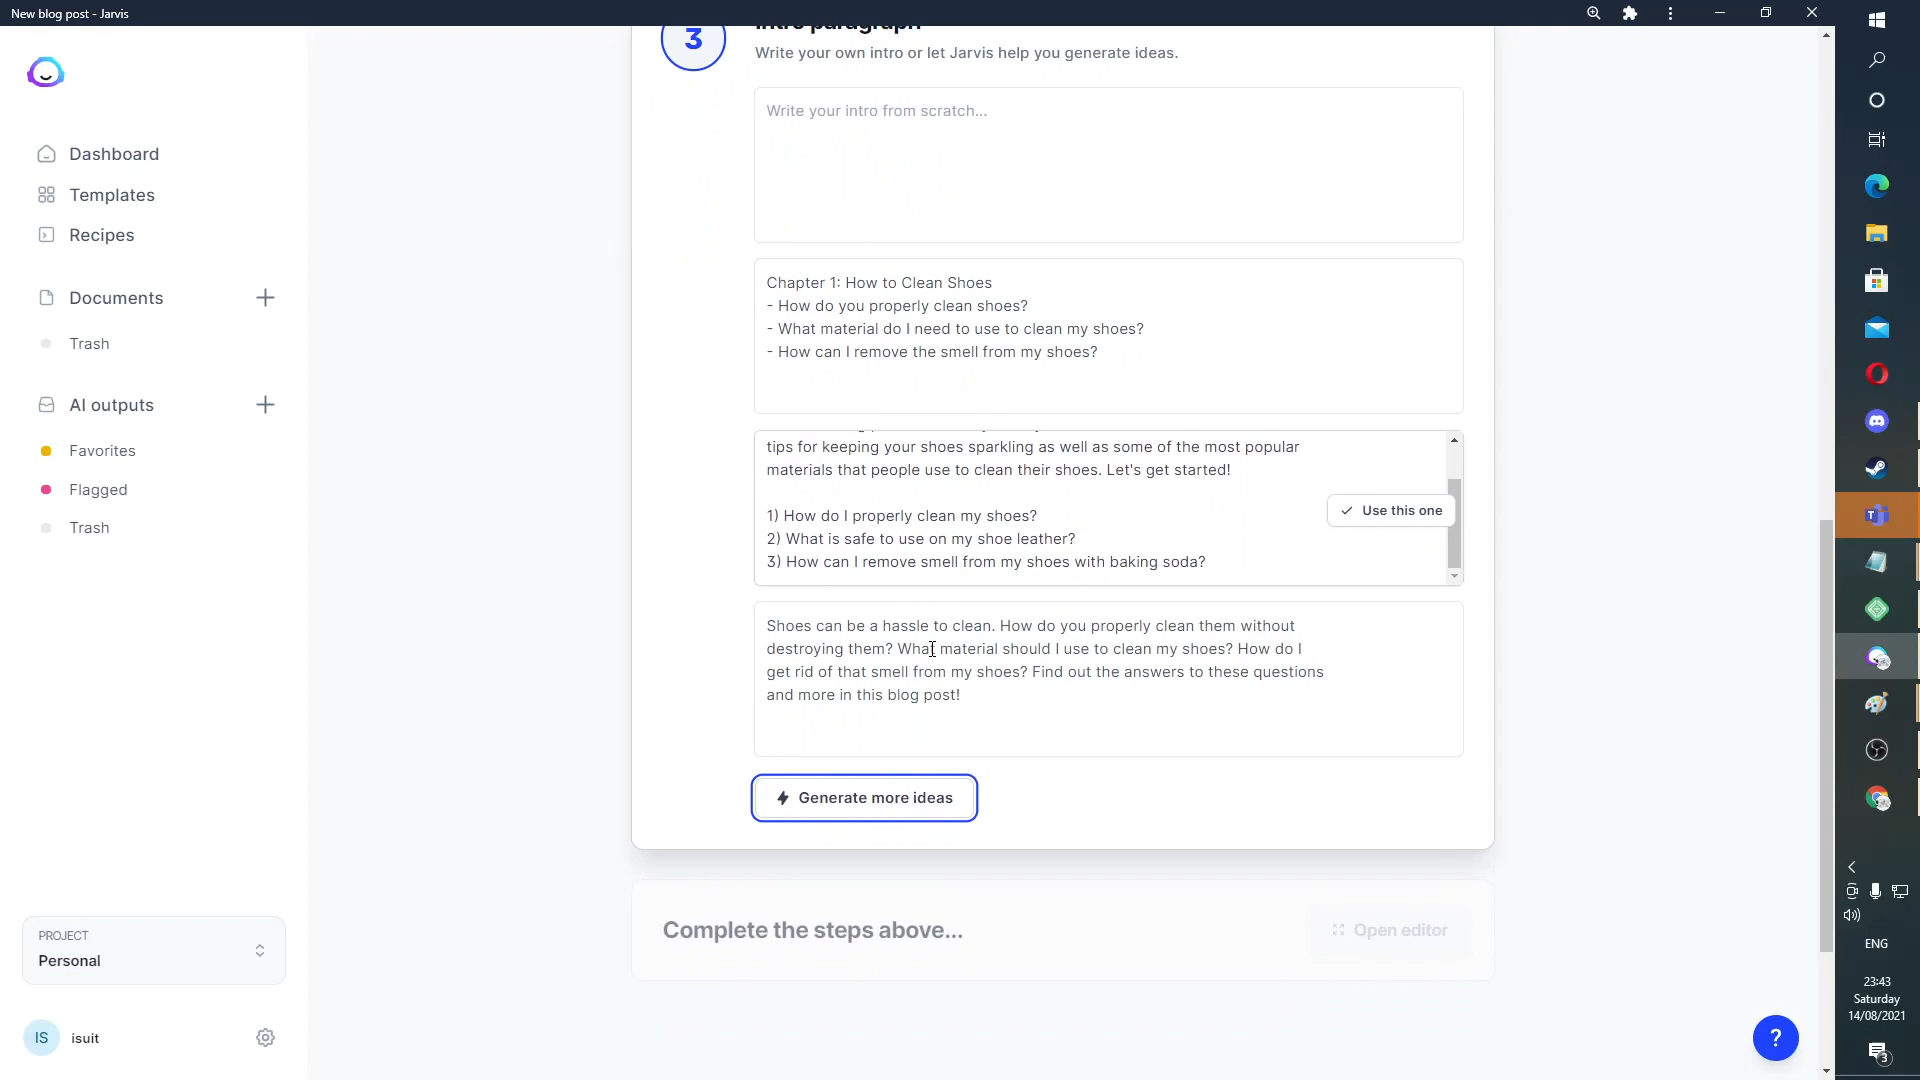 New blog post - Jarvis
Dashboard
Templates
Recipes
Documents
Trash
AI outputs
Favorites
Flagged
Trash
PROJECT
Personal
IS
isuit
3
Intro paragraph
Write your own intro or let Jarvis help you generate ideas.
Write your intro from scratch...
Chapter 1: How to Clean Shoes
- How do you properly clean shoes?
- What material do I need to use to clean my shoes?
- How can I remove the smell from my shoes?
tips for keeping your shoes sparkling as well as some of the most popular
materials that people use to clean their shoes. Let's get started!
1) How do I properly clean my shoes?
2) What is safe to use on my shoe leather?
3) How can I remove smell from my shoes with baking soda?
Use this one
Shoes can be a hassle to clean. How do you properly clean them without
destroying them? What material should I use to clean my shoes? How do I
get rid of that smell from my shoes? Find out the answers to these questions
and more in this blog post!
Generate more ideas
Complete the steps above...
Open editor
?
ENG
23:43
Saturday
14/08/2021
3